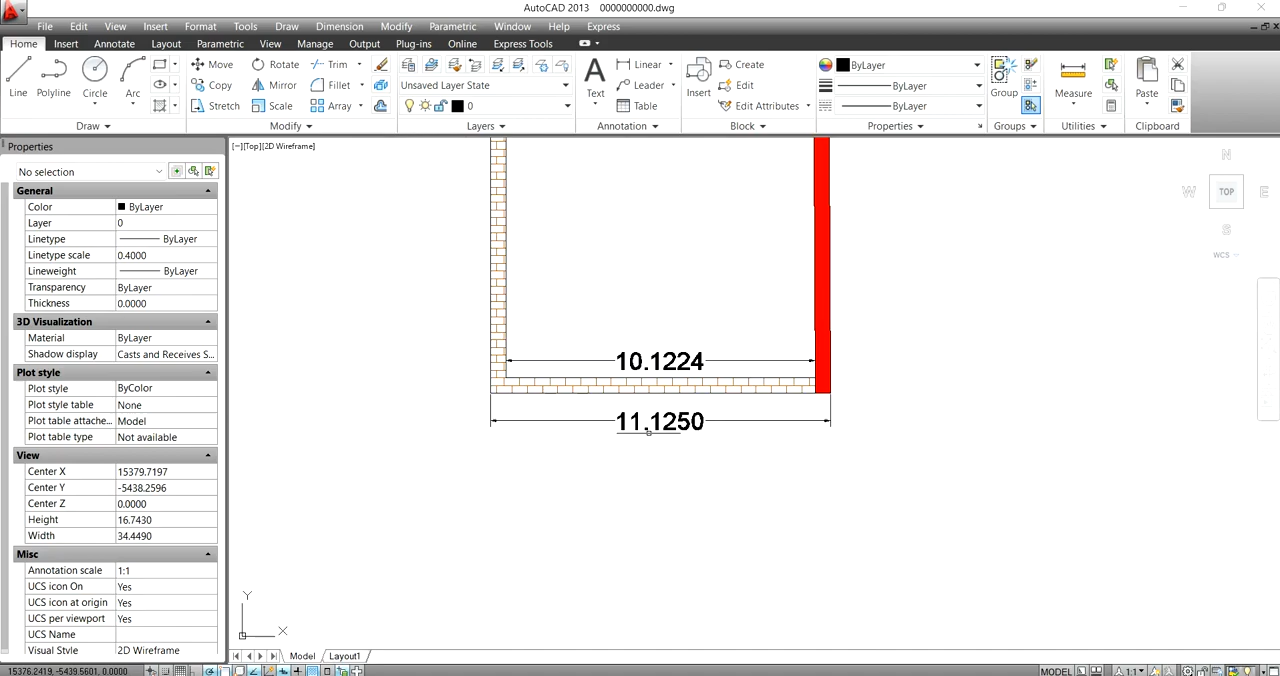 AutoCAD 2013 0000000000.dwg
File Edit View Insert Format Tools Draw Dimension Modify Parametric Window Help Express
Home Insert Annotate Layout Parametric View Manage Output Plug-ins Online Express Tools
Move Rotate Trim Linear Create ByLayer
Line Polyline Circle Arc Copy Mirror Fillet Unsaved Layer State Text Leader Insert Edit ByLayer Group Measure Paste
Stretch Scale Array 0 Table Edit Attributes ByLayer
Draw Modify Layers Annotation Block Properties Groups Utilities Clipboard
Properties
[−][Top][2D Wireframe]
No selection
General
Color ByLayer
Layer 0
Linetype ByLayer
Linetype scale 0.4000
Lineweight ByLayer
Transparency ByLayer
Thickness 0.0000
3D Visualization
Material ByLayer
Shadow display Casts and Receives S...
Plot style
Plot style ByColor
Plot style table None
Plot table attache... Model
Plot table type Not available
View
Center X 15379.7197
Center Y -5438.2596
Center Z 0.0000
Height 16.7430
Width 34.4490
Misc
Annotation scale 1:1
UCS icon On Yes
UCS icon at origin Yes
UCS per viewport Yes
UCS Name
Visual Style 2D Wireframe
N
W TOP E
S
WCS
10.1224
11.1250
Y
X
Model Layout1
15376.2419, -5439.5601, 0.0000 MODEL 1:1